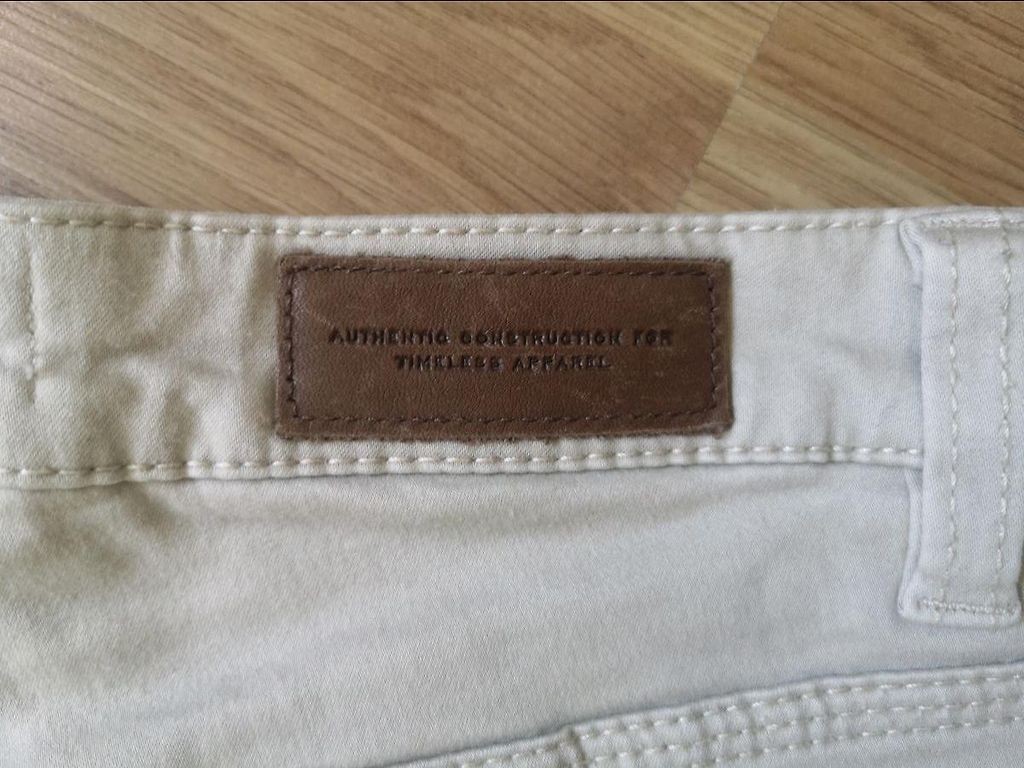 AUTHENTIC CONSTRUCTION FOR
TIMELESS APPAREL